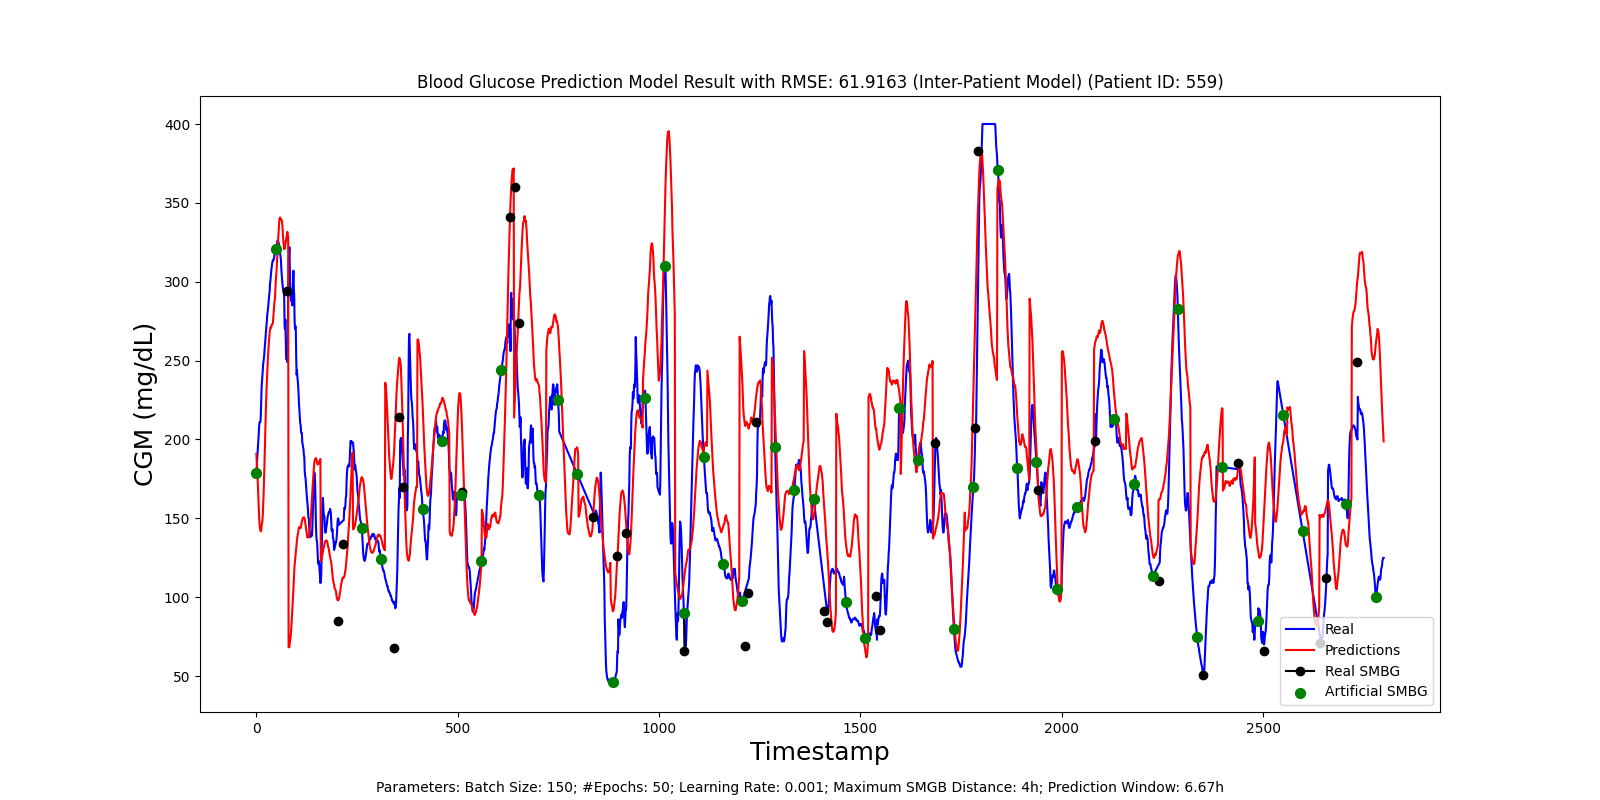 Blood Glucose Prediction Model Result with RMSE: 61.9163 (Inter-Patient Model) (Patient ID: 559)
CGM (mg/dL)
400
350
300
250
200
150
100
50
Real
Predictions
Real SMBG
Artificial SMBG
0 500 1000 1500 2000 2500
Timestamp
Parameters: Batch Size: 150; #Epochs: 50; Learning Rate: 0.001; Maximum SMGB Distance: 4h; Prediction Window: 6.67h